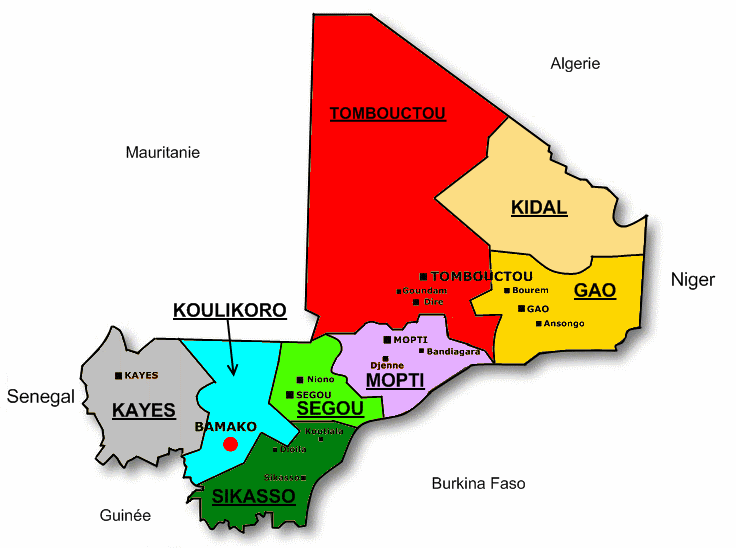 Algerie
TOMBOUCTOU
Mauritanie
KIDAL
TOMBOUCTOU
Niger
Goundam
Bourem
GAO
Dire
KOULIKORO
GAO
Ansongo
MOPTI
Bandiagara
Djenne
KAYES
Niono
MOPTI
Senegal
SEGOU
KAYES
SEGOU
BAMAKO
Koutiala
Dioila
Sikasso
Burkina Faso
SIKASSO
Guinée